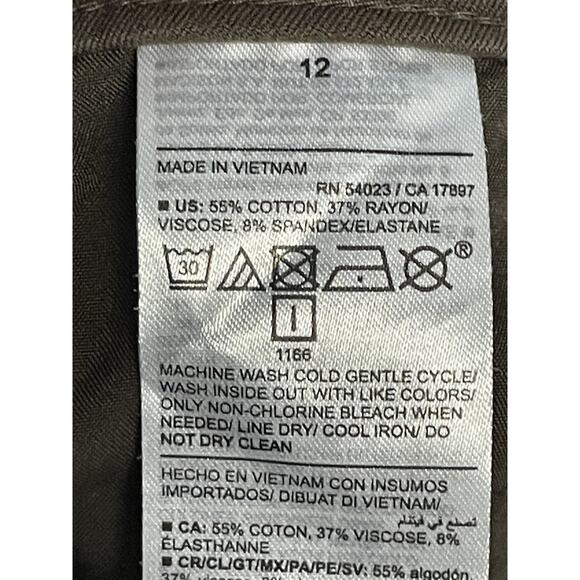 12
MADE IN VIETNAM
RN 54023 / CA 17897
■ US: 55% COTTON, 37% RAYON/
VISCOSE, 8% SPANDEX/ELASTANE
30
®
1166
MACHINE WASH COLD GENTLE CYCLE/
WASH INSIDE OUT WITH LIKE COLORS/
ONLY NON-CHLORINE BLEACH WHEN
NEEDED/ LINE DRY/ COOL IRON/ DO
NOT DRY CLEAN
HECHO EN VIETNAM CON INSUMOS
IMPORTADOS/ DIBUAT DI VIETNAM/
تصنع في فيتنام
■ CA: 55% COTON, 37% VISCOSE, 8%
ÉLASTHANNE
■ CR/CL/GT/MX/PA/PE/SV: 55% algodón,
37%